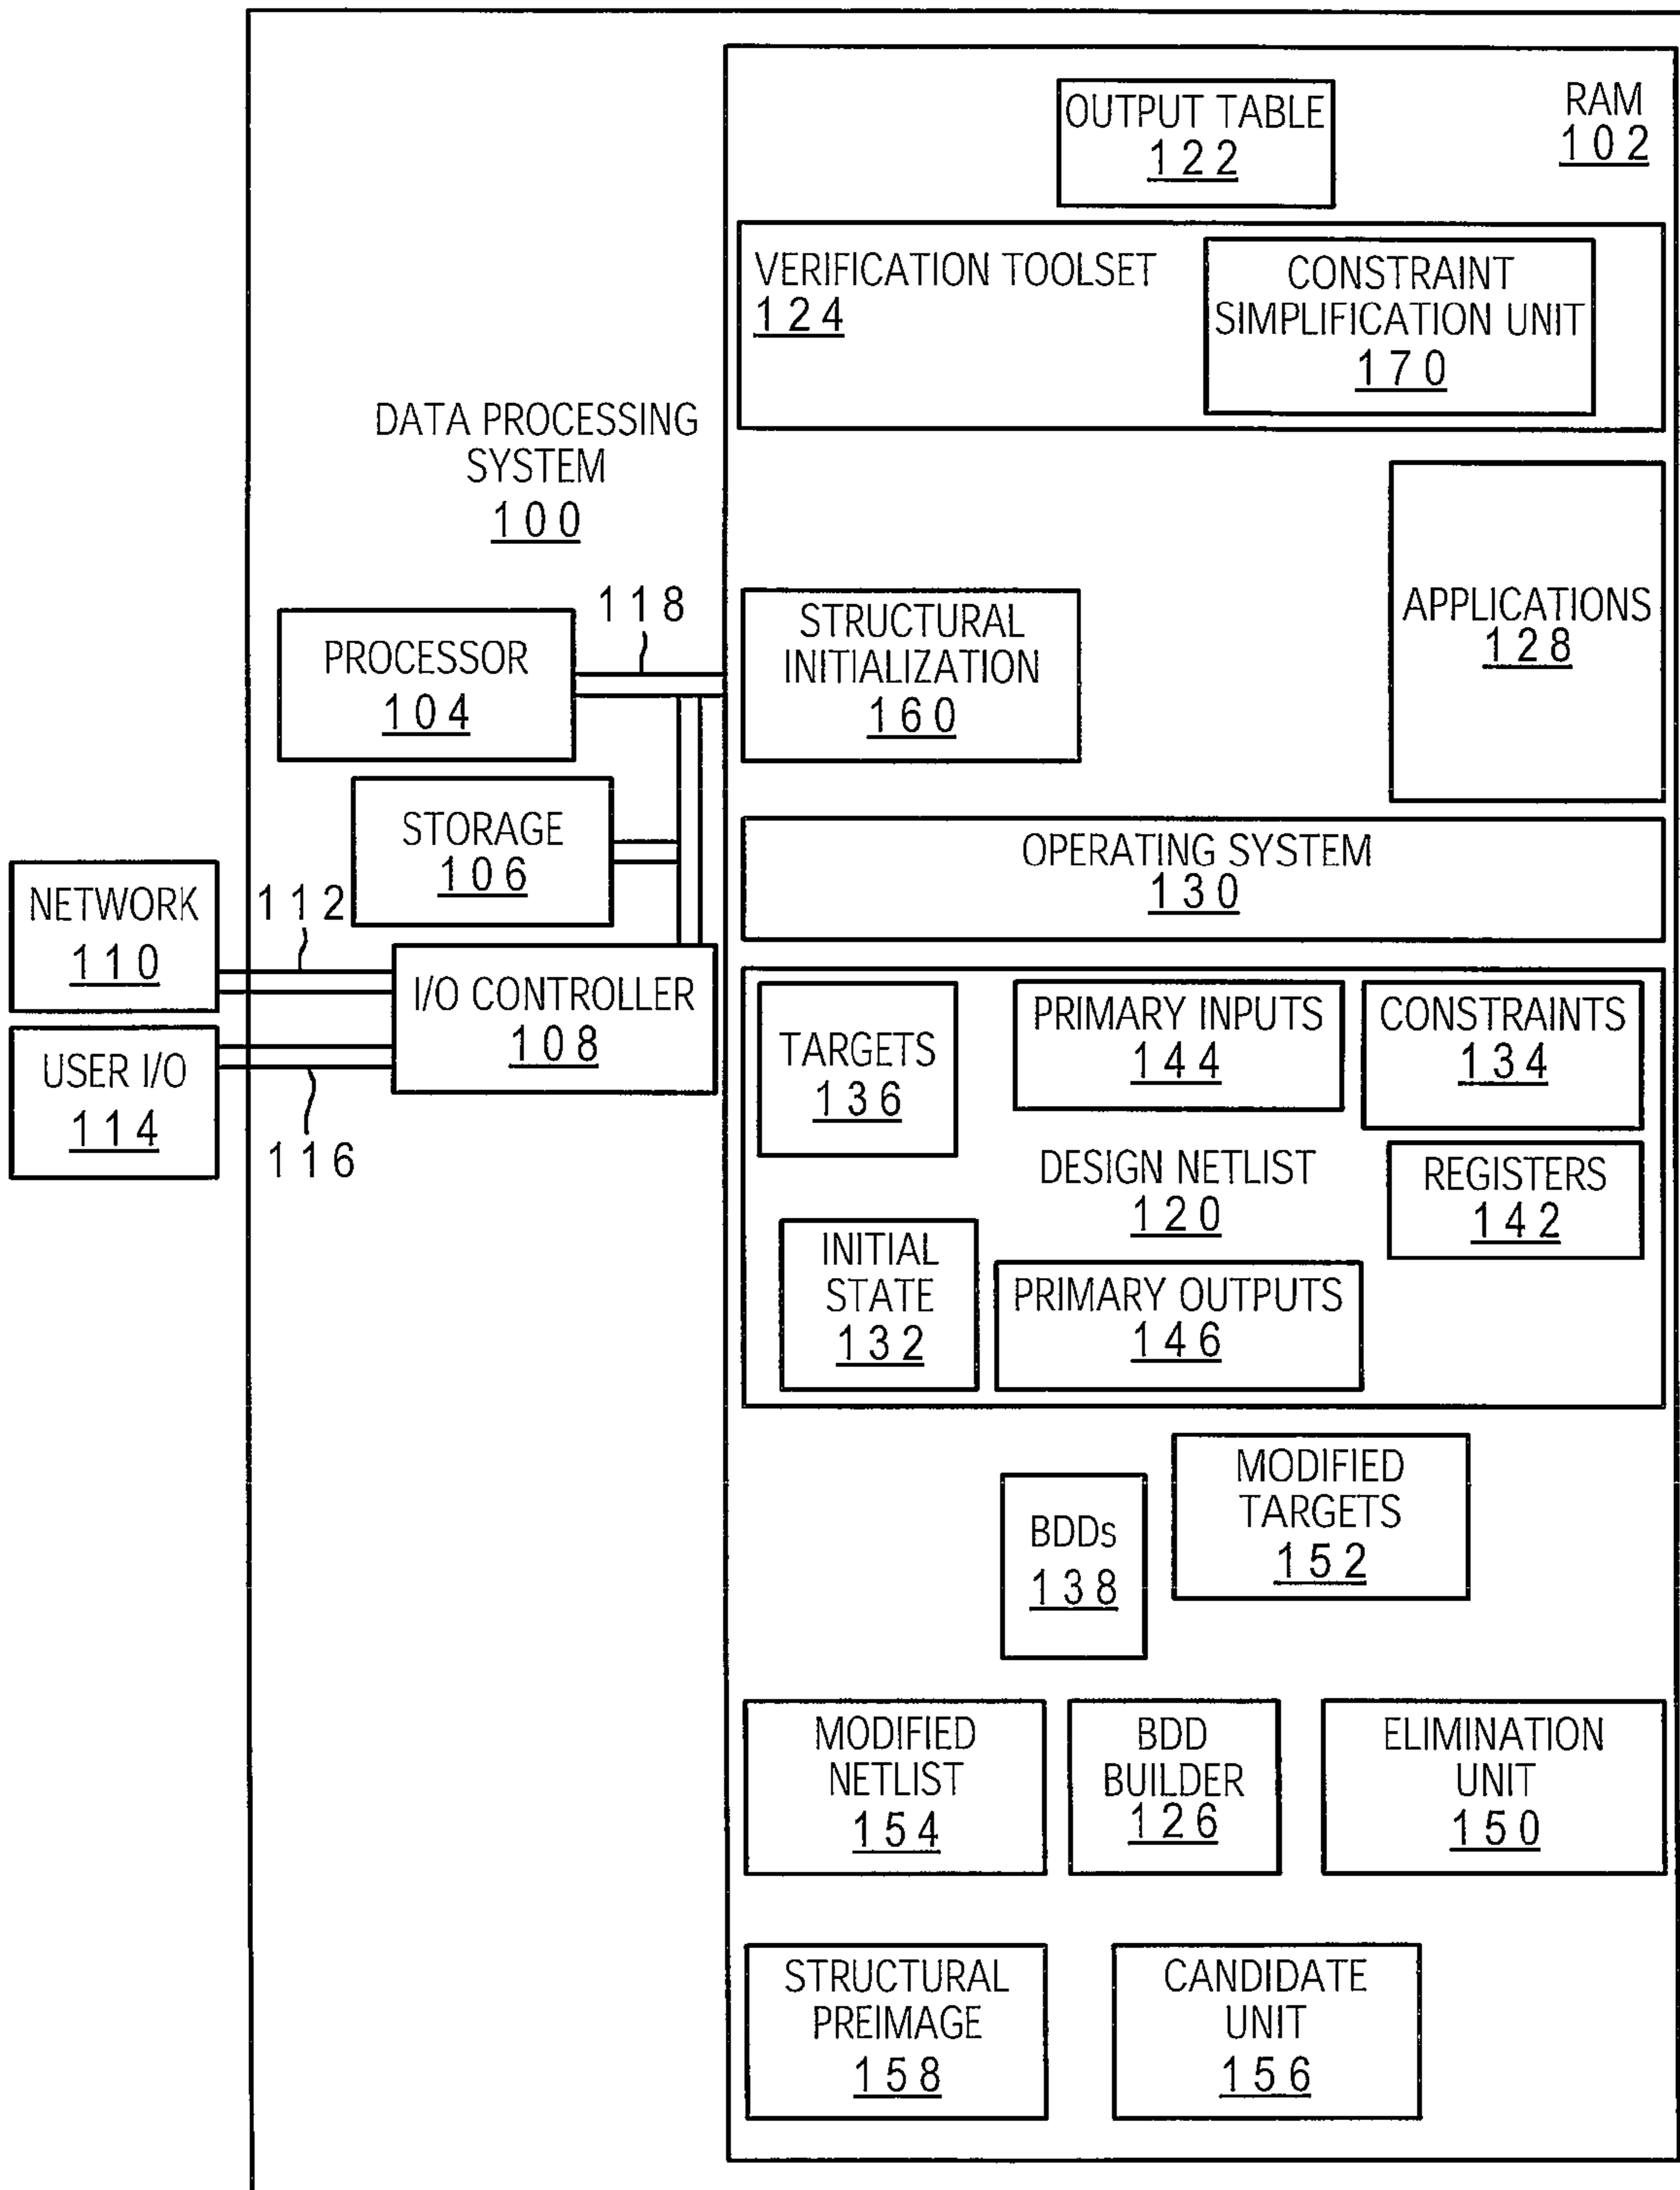 OUTPUT TABLE
122
RAM
102
VERIFICATION TOOLSET
124
CONSTRAINT
SIMPLIFICATION UNIT
170
DATA PROCESSING
SYSTEM
100
APPLICATIONS
128
118
PROCESSOR
104
STRUCTURAL
INITIALIZATION
160
STORAGE
106
OPERATING SYSTEM
130
NETWORK
110
112
I/O CONTROLLER
108
USER I/O
114
116
TARGETS
136
PRIMARY INPUTS
144
CONSTRAINTS
134
DESIGN NETLIST
120
REGISTERS
142
INITIAL
STATE
132
PRIMARY OUTPUTS
146
BDDs
138
MODIFIED
TARGETS
152
MODIFIED
NETLIST
154
BDD
BUILDER
126
ELIMINATION
UNIT
150
STRUCTURAL
PREIMAGE
158
CANDIDATE
UNIT
156